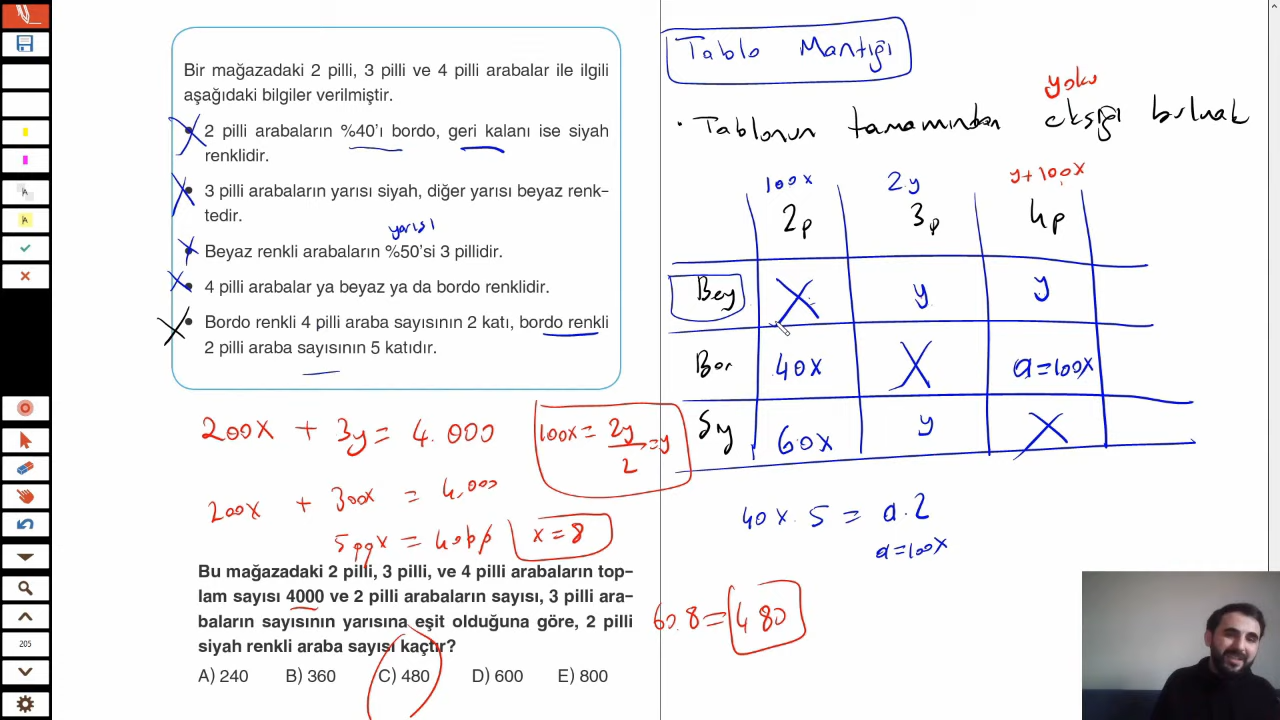 Bir mağazadaki 2 pilli, 3 pilli ve 4 pilli arabalar ile ilgili
aşağıdaki bilgiler verilmiştir.
• 2 pilli arabaların %40'ı bordo, geri kalanı ise siyah
renklidir.
• 3 pilli arabaların yarısı siyah, diğer yarısı beyaz renk-
tedir.
yarısı
• Beyaz renkli arabaların %50'si 3 pillidir.
• 4 pilli arabalar ya beyaz ya da bordo renklidir.
• Bordo renkli 4 pilli araba sayısının 2 katı, bordo renkli
2 pilli araba sayısının 5 katıdır.
200x + 3y = 4.000
100x = 2y/2 = y
200x + 300x = 4.000
500x = 4000 x = 8
Bu mağazadaki 2 pilli, 3 pilli, ve 4 pilli arabaların top-
lam sayısı 4000 ve 2 pilli arabaların sayısı, 3 pilli ara-
baların sayısının yarısına eşit olduğuna göre, 2 pilli
siyah renkli araba sayısı kaçtır?
A) 240 B) 360 C) 480 D) 600 E) 800
Tablo Mantığı
yoku
• Tablonun tamamından eksiği bulmak
100x 2y y+100x
2p 3p 4p
Bey X y y
Bor 40x X a=100x
Sy 60x y X
40x.5 = a.2
a=100x
60.8=480
A
A
205